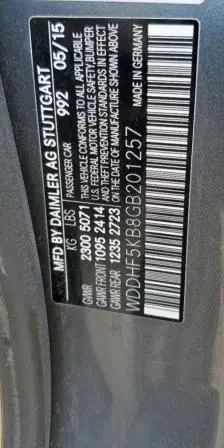 MFD BY DAIMLER AG STUTTGART
992 05/15
KG LBS PASSENGER CAR
GVWR 2300 5071 THIS VEHICLE CONFORMS TO ALL APPLICABLE
U.S. FEDERAL MOTOR VEHICLE SAFETY, BUMPER
GAWR FRONT 1095 2414 AND THEFT PREVENTION STANDARDS IN EFFECT
GAWR REAR 1235 2723 ON THE DATE OF MANUFACTURE SHOWN ABOVE
MADE IN GERMANY
WDDHF5KB8GB201257